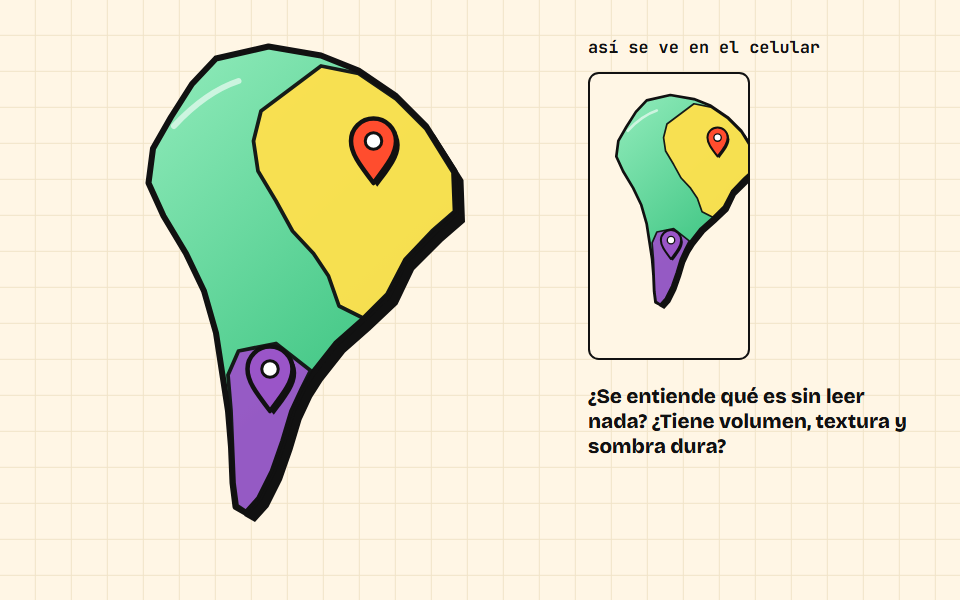 así se ve en el celular
¿Se entiende qué es sin leer
nada? ¿Tiene volumen, textura y
sombra dura?